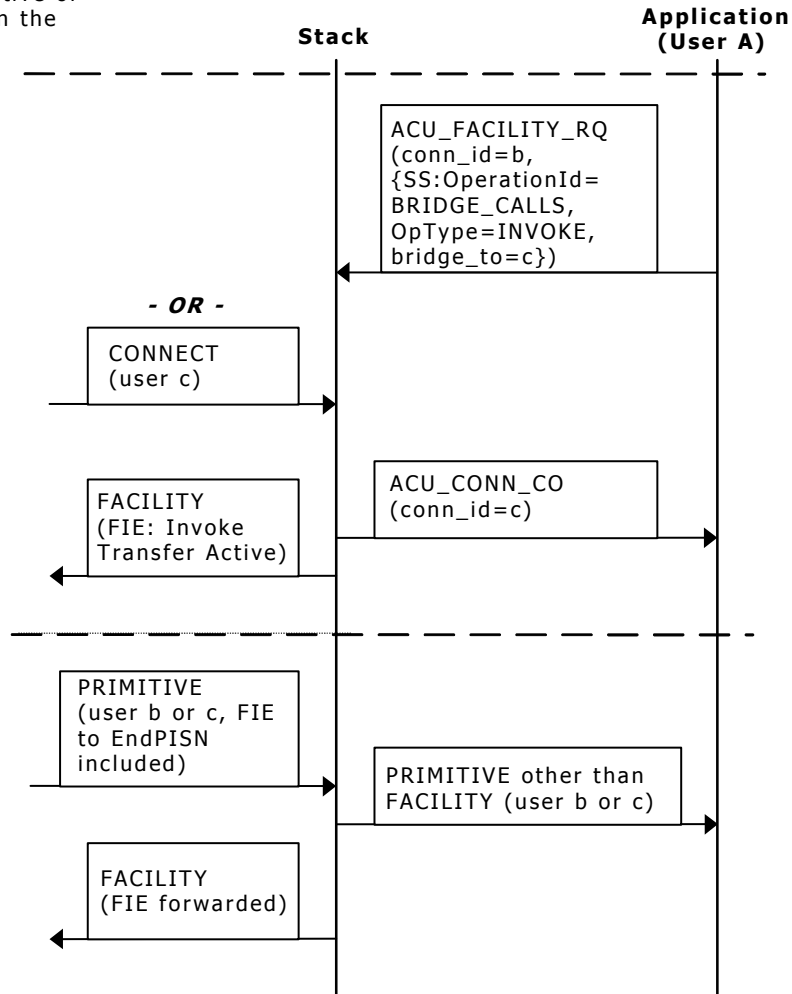 Stack
Application
(User A)
ACU_FACILITY_RQ
(conn_id=b,
{SS:OperationId=
BRIDGE_CALLS,
OpType=INVOKE,
bridge_to=c})
- OR -
CONNECT
(user c)
ACU_CONN_CO
(conn_id=c)
FACILITY
(FIE: Invoke
Transfer Active)
PRIMITIVE
(user b or c, FIE
to EndPISN
included)
PRIMITIVE other than
FACILITY (user b or c)
FACILITY
(FIE forwarded)